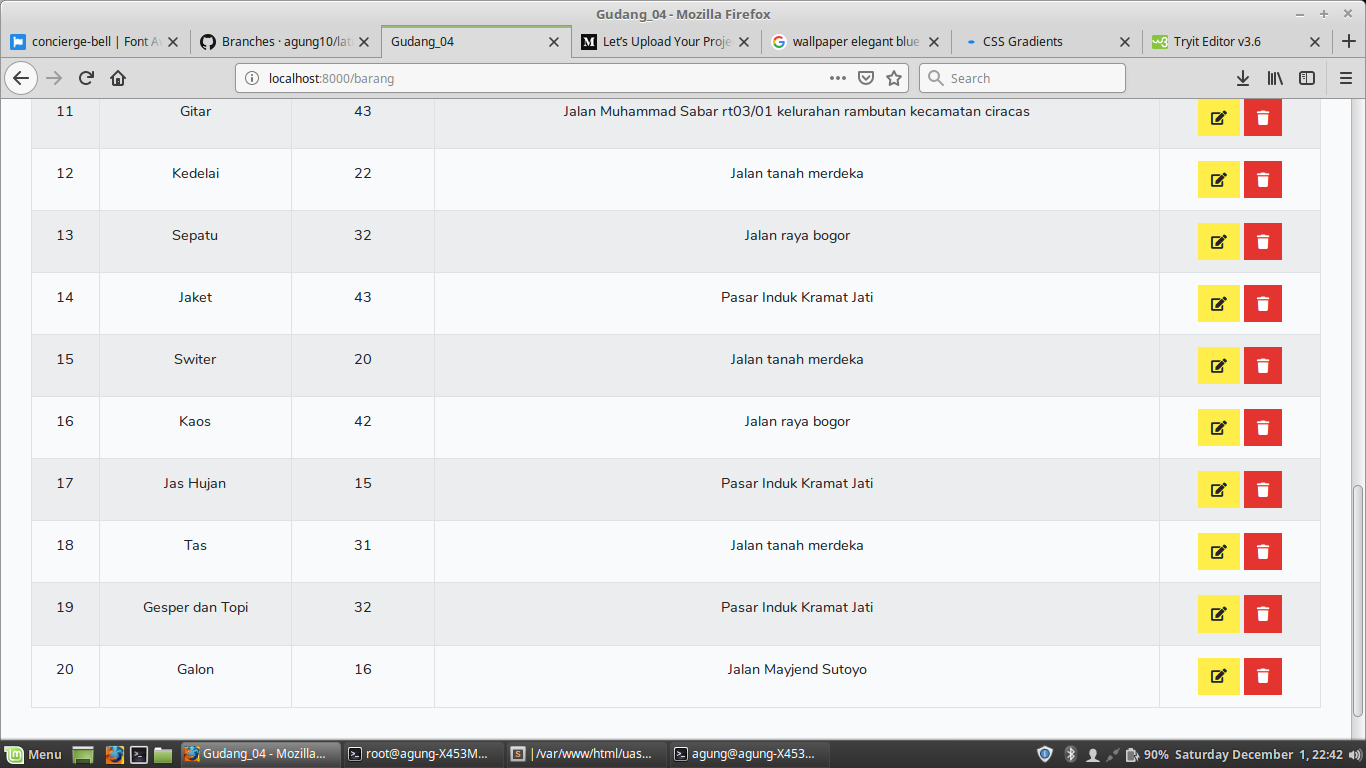 Gudang_04 - Mozilla Firefox
concierge-bell | Font Aw
Branches · agung10/lat
Gudang_04
Let's Upload Your Proje
wallpaper elegant blue
CSS Gradients
Tryit Editor v3.6
localhost:8000/barang
Search
11 Gitar 43 Jalan Muhammad Sabar rt03/01 kelurahan rambutan kecamatan ciracas
12 Kedelai 22 Jalan tanah merdeka
13 Sepatu 32 Jalan raya bogor
14 Jaket 43 Pasar Induk Kramat Jati
15 Switer 20 Jalan tanah merdeka
16 Kaos 42 Jalan raya bogor
17 Jas Hujan 15 Pasar Induk Kramat Jati
18 Tas 31 Jalan tanah merdeka
19 Gesper dan Topi 32 Pasar Induk Kramat Jati
20 Galon 16 Jalan Mayjend Sutoyo
Menu
Gudang_04 - Mozilla...
root@agung-X453M...
|/var/www/html/uas...
agung@agung-X453...
90%
Saturday December 1, 22:42